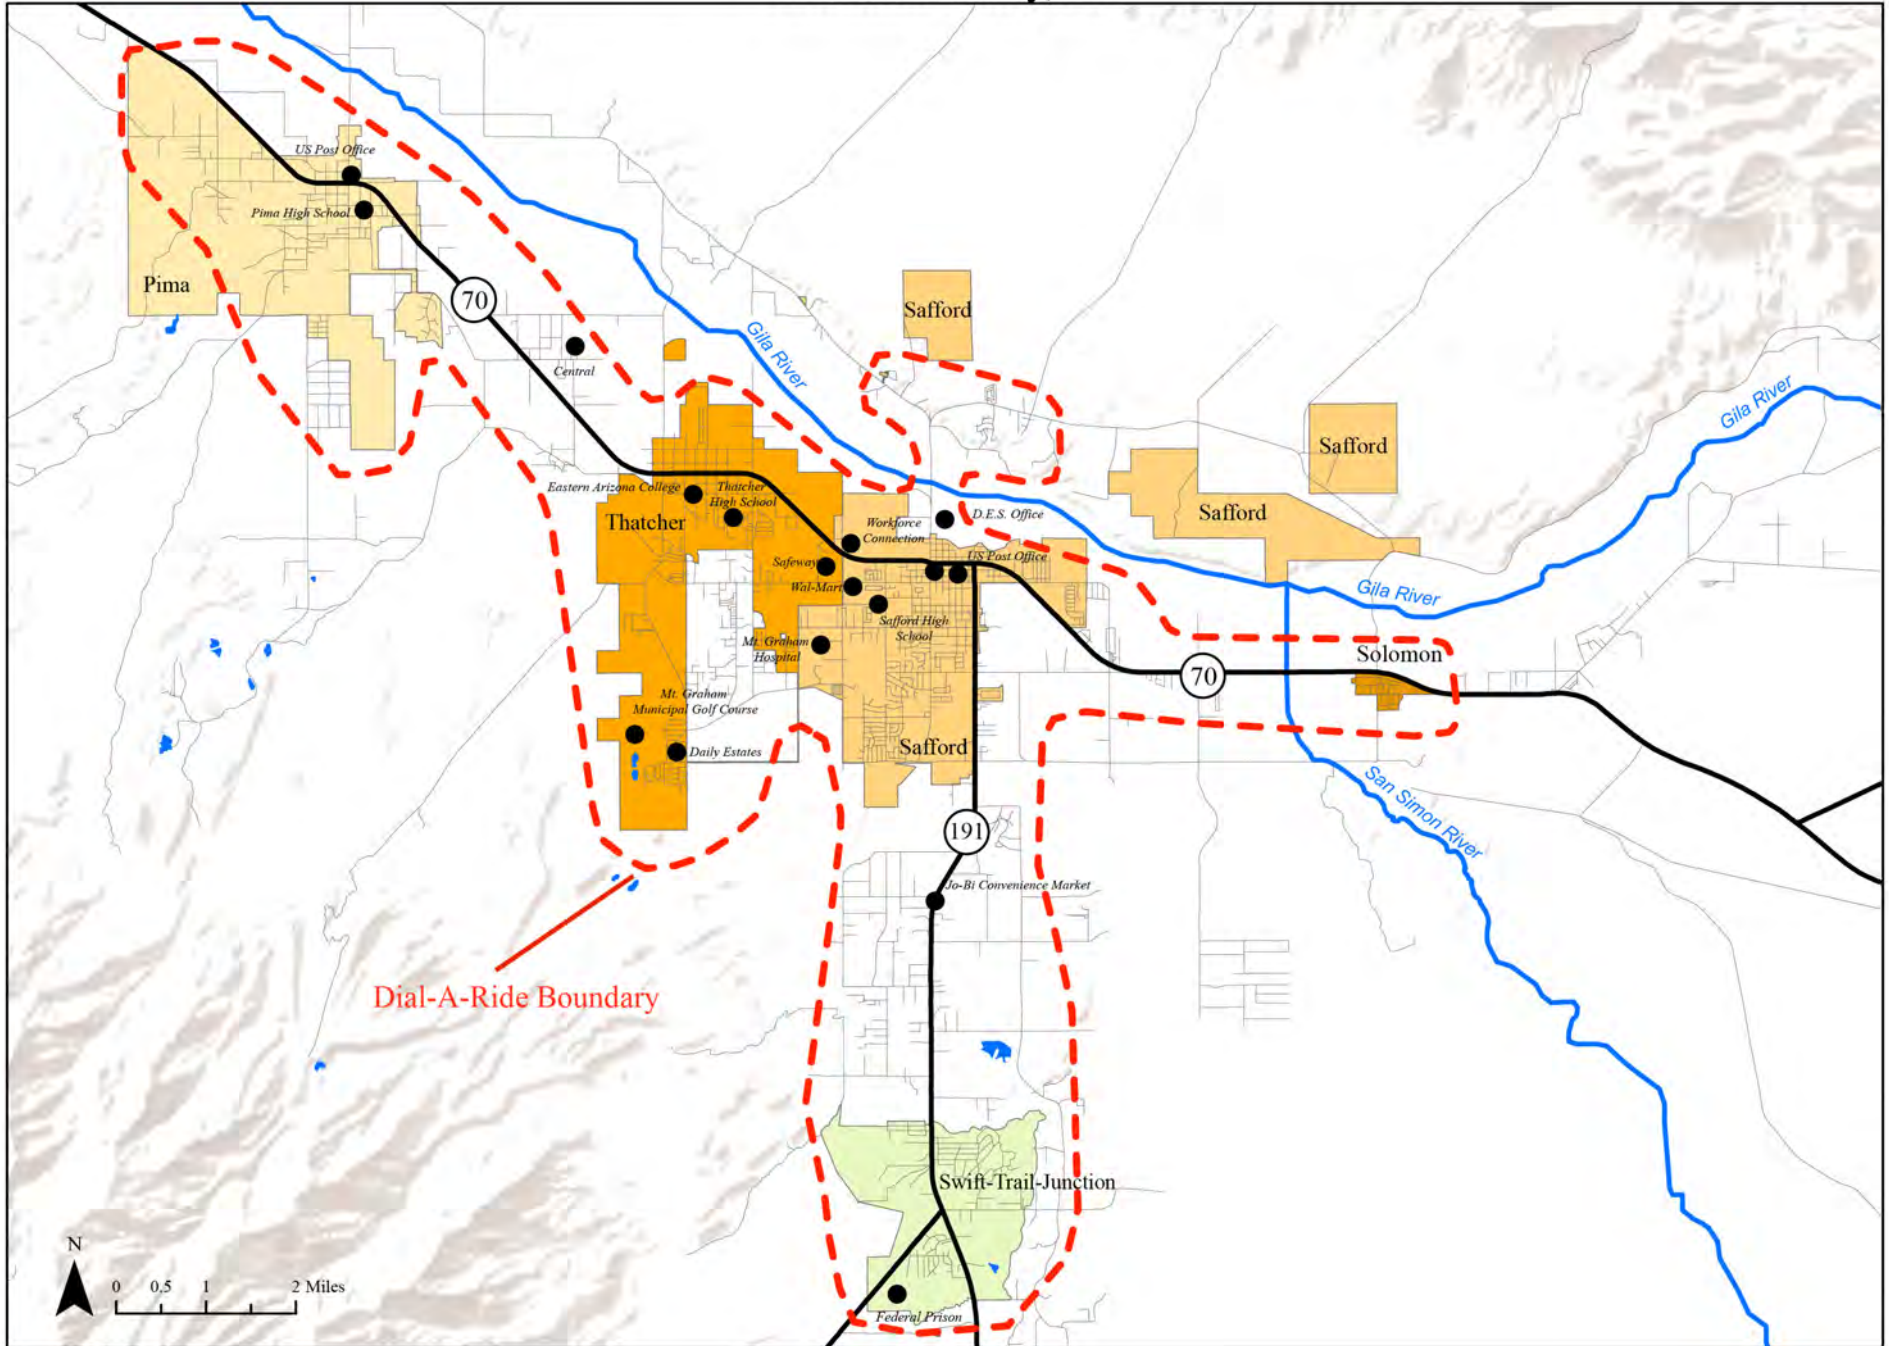 US Post Office
Pima High School
Pima
70
Central
Safford
Gila River
Gila River
Safford
Safford
Eastern Arizona College
Thatcher
High School
Thatcher
Workforce
Connection
D.E.S. Office
US Post Office
Safeway
Wal-Mart
Safford High
School
Gila River
Mt. Graham
Hospital
Solomon
70
Mt. Graham
Municipal Golf Course
Daily Estates
Safford
San Simon River
191
Jo-Bi Convenience Market
Dial-A-Ride Boundary
Swift-Trail-Junction
N
0 0.5 1 2 Miles
Federal Prison